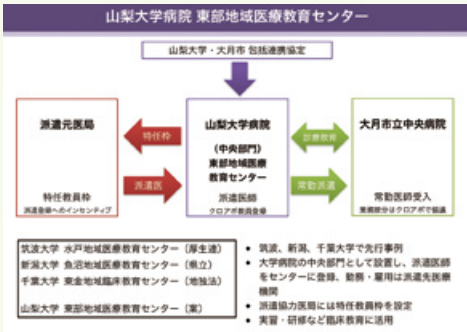 山梨大学病院 東部地域医療教育センター
山梨大学・大月市 包括連携協定
派遣元医局
特任教員枠
派遣登録へのインセンティブ
特任枠
派遣医
山梨大学病院
(中央部門)
東部地域医療
教育センター
派遣医師
クロアポ教員登録
診療教育
常勤派遣
大月市立中央病院
常勤医師受入
兼務部分はクロアポで協議
筑波大学 水戸地域医療教育センター（厚生連）
新潟大学 魚沼地域医療教育センター（県立）
千葉大学 東金地域臨床教育センター（地独法）
山梨大学 東部地域医療教育センター（案）
• 筑波、新潟、千葉大学で先行事例
• 大学病院の中央部門として設置し、派遣医師
をセンターに登録、勤務・雇用は派遣先医療
機関
• 派遣協力医局には特任教員枠を設定
• 実習・研修など臨床教育に活用